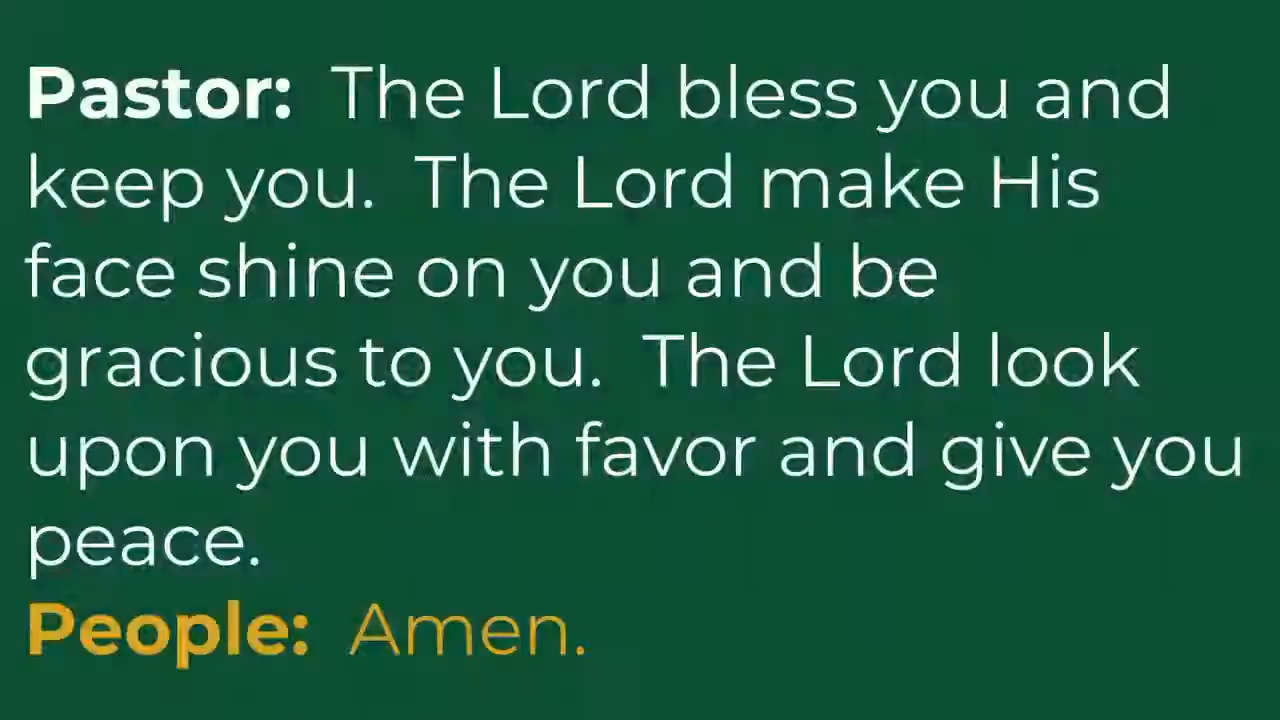 Pastor:  The Lord bless you and
keep you.  The Lord make His
face shine on you and be
gracious to you.  The Lord look
upon you with favor and give you
peace.
People:  Amen.